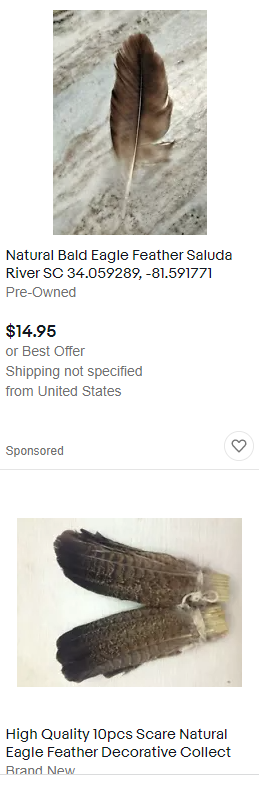 Natural Bald Eagle Feather Saluda
River SC 34.059289, -81.591771
Pre-Owned
$14.95
or Best Offer
Shipping not specified
from United States
Sponsored
High Quality 10pcs Scare Natural
Eagle Feather Decorative Collect
Brand New